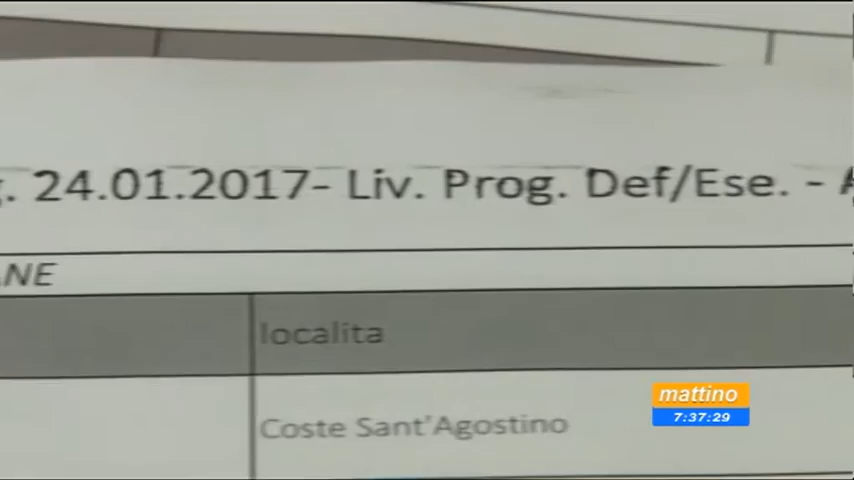 . 24.01.2017- Liv. Prog. Def/Ese. -
NE
localita
Coste Sant'Agostino
mattino
7:37:29